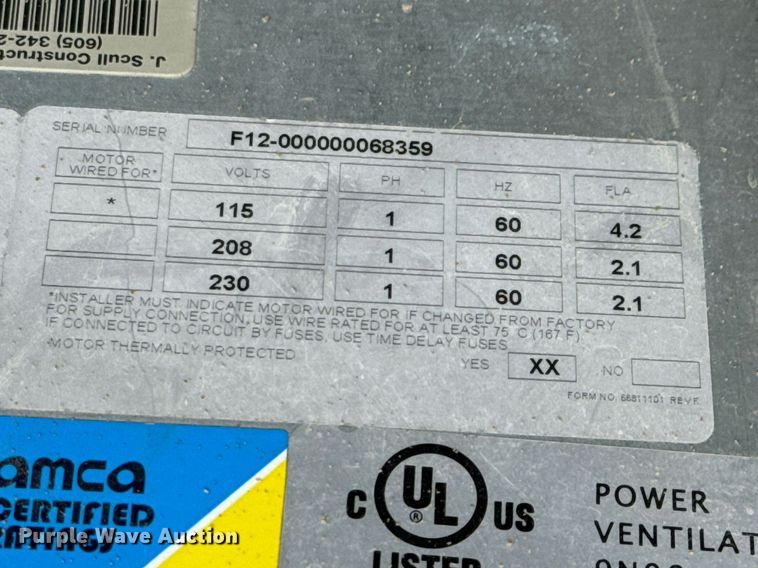 J. Scull Construct
(605) 342-2
SERIAL NUMBER F12-000000068359
MOTOR WIRED FOR* VOLTS PH HZ FLA
* 115 1 60 4.2
208 1 60 2.1
230 1 60 2.1
*INSTALLER MUST INDICATE MOTOR WIRED FOR IF CHANGED FROM FACTORY
FOR SUPPLY CONNECTION, USE WIRE RATED FOR AT LEAST 75 C (167 F)
IF CONNECTED TO CIRCUIT BY FUSES, USE TIME DELAY FUSES
MOTOR THERMALLY PROTECTED YES XX NO
FORM NO. 66811101 REV F
amca
CERTIFIED
RATINGS
C UL ® US
LISTED
POWER
VENTILAT
Purple Wave Auction